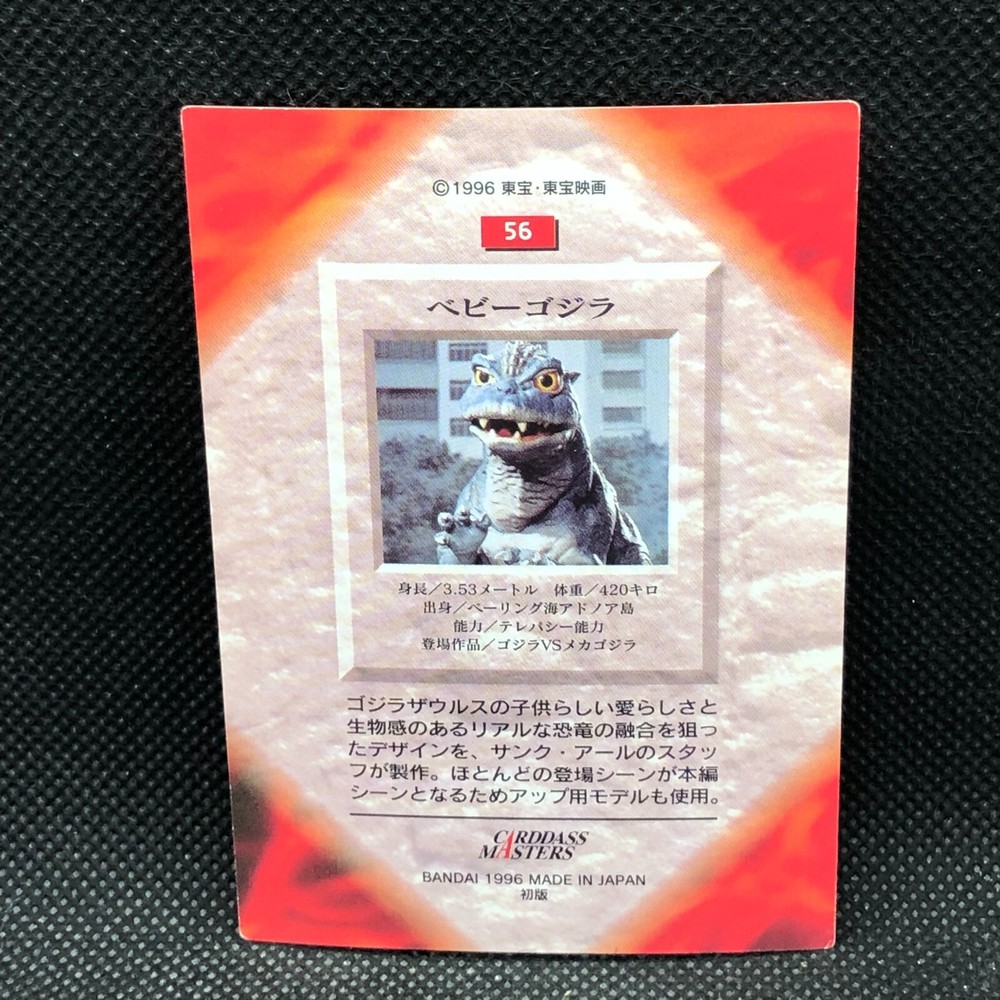 ©1996 東宝・東宝映画
56
ベビーゴジラ
身長／3.53メートル　体重／420キロ
出身／ベーリング海アドノア島
能力／テレパシー能力
登場作品／ゴジラVSメカゴジラ
ゴジラザウルスの子供らしい愛らしさと
生物感のあるリアルな恐竜の融合を狙っ
たデザインを、サンク・アールのスタッ
フが製作。ほとんどの登場シーンが本編
シーンとなるためアップ用モデルも使用。
CARDDASS
MASTERS
BANDAI 1996 MADE IN JAPAN
初版